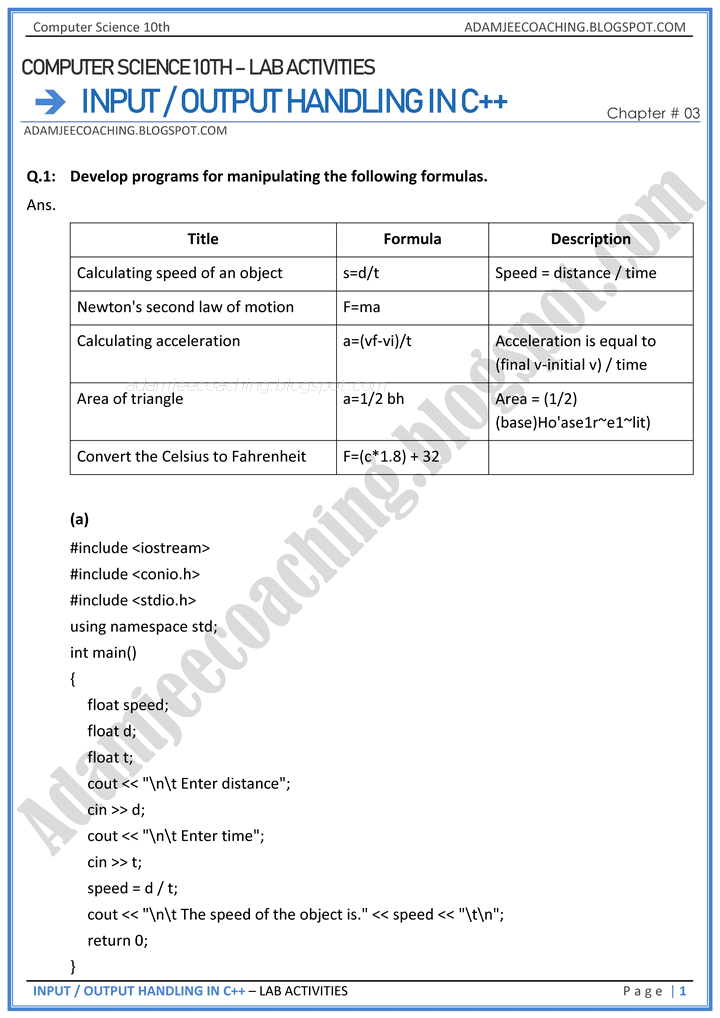 Computer Science 10th ADAMJEECOACHING.BLOGSPOT.COM
COMPUTER SCIENCE 10TH – LAB ACTIVITIES
INPUT / OUTPUT HANDLING IN C++
Chapter # 03
ADAMJEECOACHING.BLOGSPOT.COM
Q.1: Develop programs for manipulating the following formulas.
Ans.
Title Formula Description
Calculating speed of an object s=d/t Speed = distance / time
Newton's second law of motion F=ma
Calculating acceleration a=(vf-vi)/t Acceleration is equal to
(final v-initial v) / time
adamjeecoaching.blogspot.com
Area of triangle a=1/2 bh Area = (1/2)
(base)Ho'ase1r~e1~lit)
Convert the Celsius to Fahrenheit F=(c*1.8) + 32
Adamjeecoaching.blogspot.com
(a)
#include <iostream>
#include <conio.h>
#include <stdio.h>
using namespace std;
int main()
{
float speed;
float d;
float t;
cout << "\n\t Enter distance";
cin >> d;
cout << "\n\t Enter time";
cin >> t;
speed = d / t;
cout << "\n\t The speed of the object is." << speed << "\t\n";
return 0;
}
INPUT / OUTPUT HANDLING IN C++ – LAB ACTIVITIES Page | 1